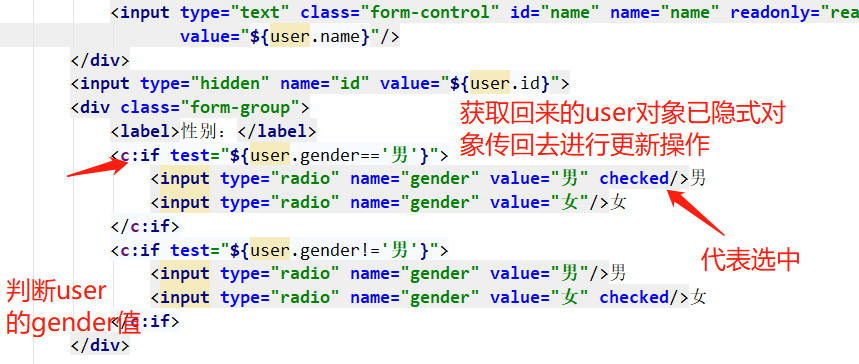 <input type="text" class="form-control" id="name" name="name" readonly="rea
value="${user.name}"/>
</div>
<input type="hidden" name="id" value="${user.id}">
<div class="form-group">
<label>性别：</label>
获取回来的user对象已隐式对
象传回去进行更新操作
<c:if test="${user.gender=='男'}">
<input type="radio" name="gender" value="男" checked/>男
<input type="radio" name="gender" value="女"/>女
</c:if>
代表选中
<c:if test="${user.gender!='男'}">
<input type="radio" name="gender" value="男"/>男
<input type="radio" name="gender" value="女" checked/>女
判断user
的gender值
/c:if>
</div>